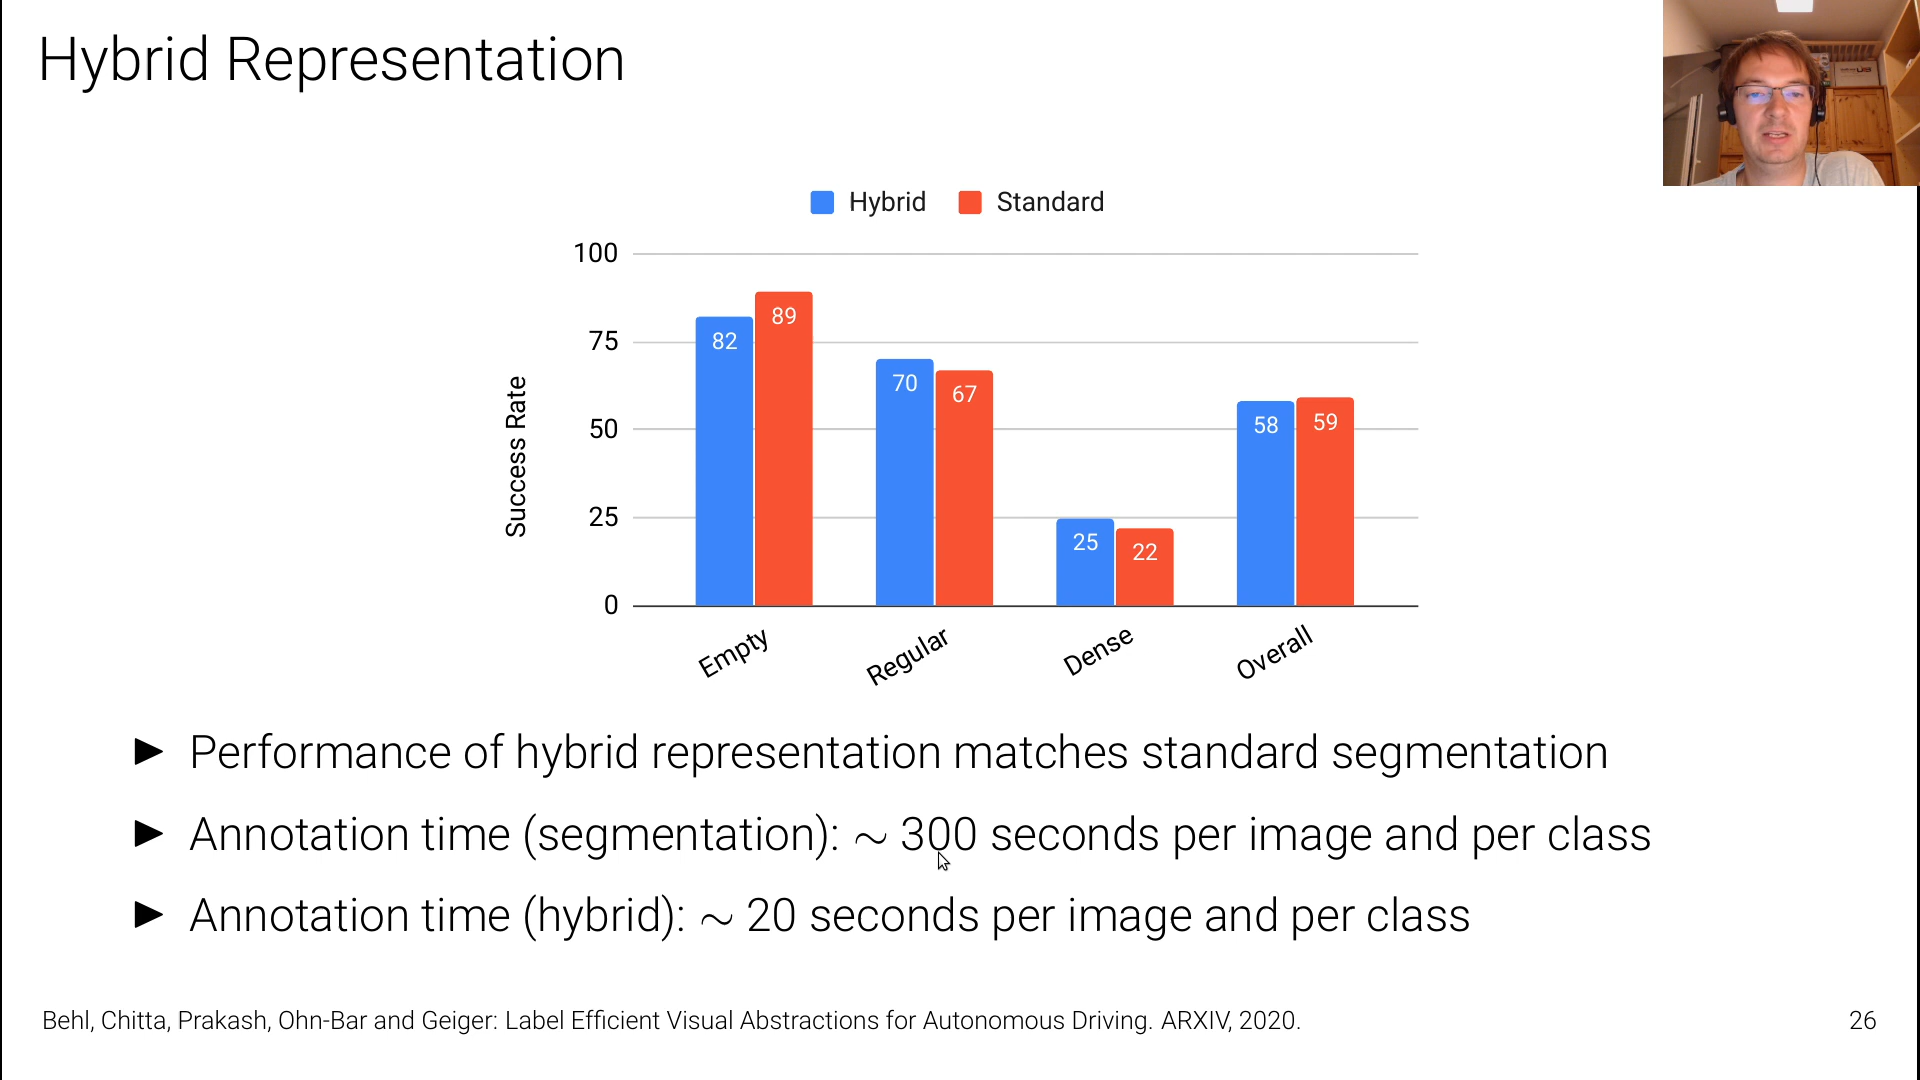 Hybrid Representation
Hybrid Standard
100
75
50
25
0
Success Rate
82 89
70 67
25 22
58 59
Empty Regular Dense Overall
► Performance of hybrid representation matches standard segmentation
► Annotation time (segmentation): ∼ 300 seconds per image and per class
► Annotation time (hybrid): ∼ 20 seconds per image and per class
Behl, Chitta, Prakash, Ohn-Bar and Geiger: Label Efficient Visual Abstractions for Autonomous Driving. ARXIV, 2020. 26